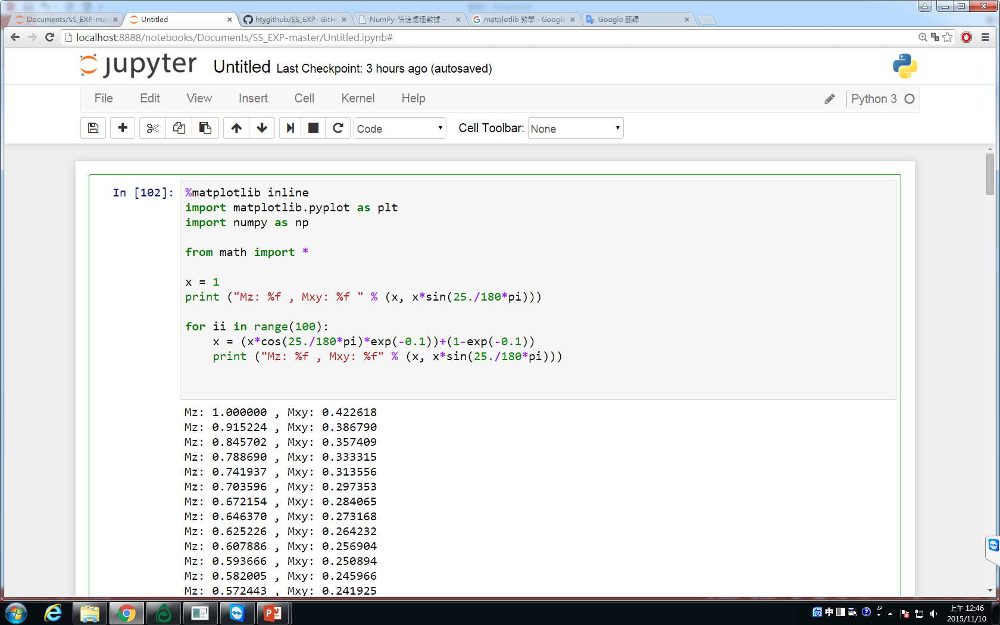 Documents/SS_EXP-mas
Untitled
htygithub/SS_EXP · GitH
NumPy-快速處理數據 —
matplotlib 教學 - Google
Google 翻譯
localhost:8888/notebooks/Documents/SS_EXP-master/Untitled.ipynb#
jupyter Untitled Last Checkpoint: 3 hours ago (autosaved)
File Edit View Insert Cell Kernel Help Python 3
Code Cell Toolbar: None
In [102]: %matplotlib inline
import matplotlib.pyplot as plt
import numpy as np
from math import *
x = 1
print ("Mz: %f , Mxy: %f " % (x, x*sin(25./180*pi)))
for ii in range(100):
    x = (x*cos(25./180*pi)*exp(-0.1))+(1-exp(-0.1))
    print ("Mz: %f , Mxy: %f" % (x, x*sin(25./180*pi)))
Mz: 1.000000 , Mxy: 0.422618
Mz: 0.915224 , Mxy: 0.386790
Mz: 0.845702 , Mxy: 0.357409
Mz: 0.788690 , Mxy: 0.333315
Mz: 0.741937 , Mxy: 0.313556
Mz: 0.703596 , Mxy: 0.297353
Mz: 0.672154 , Mxy: 0.284065
Mz: 0.646370 , Mxy: 0.273168
Mz: 0.625226 , Mxy: 0.264232
Mz: 0.607886 , Mxy: 0.256904
Mz: 0.593666 , Mxy: 0.250894
Mz: 0.582005 , Mxy: 0.245966
Mz: 0.572443 , Mxy: 0.241925
中
上午 12:46
2015/11/10